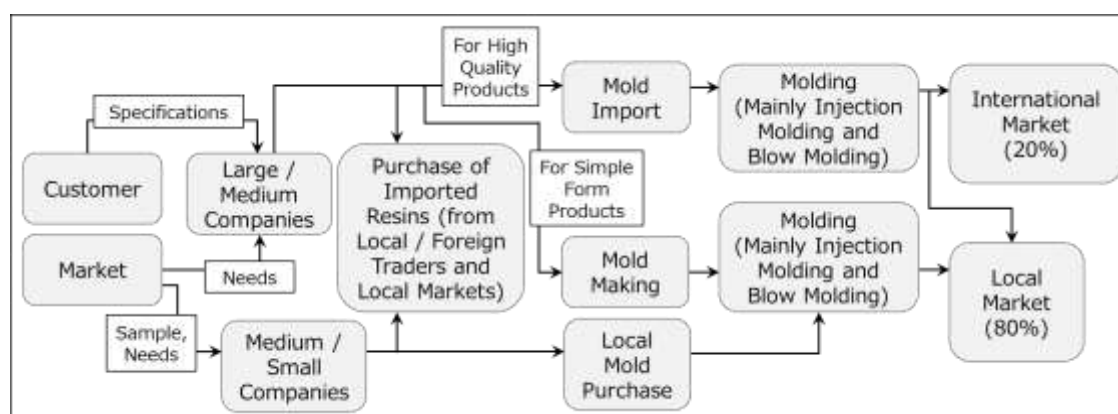 For High
Quality
Products
Mold
Import
Molding
(Mainly Injection
Molding and
Blow Molding)
International
Market
(20%)
Specifications
Customer
Large /
Medium
Companies
Purchase of
Imported
Resins (from
Local / Foreign
Traders and
Local Markets)
For Simple
Form
Products
Market
Needs
Mold
Making
Molding
(Mainly Injection
Molding and
Blow Molding)
Local
Market
(80%)
Sample,
Needs
Medium /
Small
Companies
Local
Mold
Purchase